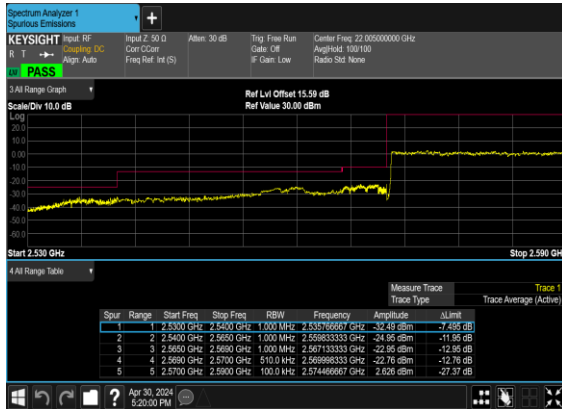 Spectrum Analyzer 1
Spurious Emissions
+
KEYSIGHT Input: RF Input Z: 50 Ω Atten: 30 dB Trig: Free Run Center Freq: 22.005000000 GHz
R T Coupling: DC Corr CCorr Gate: Off Avg|Hold: 100/100
Align: Auto Freq Ref: Int (S) IF Gain: Low Radio Std: None
PASS
3 All Range Graph
Ref Lvl Offset 15.59 dB
Scale/Div 10.0 dB Ref Value 30.00 dBm
Log
20.0
10.0
0.00
-10.0
-20.0
-30.0
-40.0
-50.0
-60.0
Start 2.530 GHz Stop 2.590 GH
4 All Range Table
Measure Trace Trace 1
Trace Type Trace Average (Active)
Spur Range Start Freq Stop Freq RBW Frequency Amplitude ΔLimit
1 1 2.5300 GHz 2.5400 GHz 1.000 MHz 2.535766667 GHz -32.49 dBm -7.495 dB
2 2 2.5400 GHz 2.5650 GHz 1.000 MHz 2.559833333 GHz -24.95 dBm -11.95 dB
3 3 2.5650 GHz 2.5690 GHz 1.000 MHz 2.567133333 GHz -22.95 dBm -12.95 dB
4 4 2.5690 GHz 2.5700 GHz 510.0 kHz 2.569998333 GHz -22.76 dBm -12.76 dB
5 5 2.5700 GHz 2.5900 GHz 100.0 kHz 2.574466667 GHz 2.626 dBm -27.37 dB
? Apr 30, 2024
5:20:00 PM